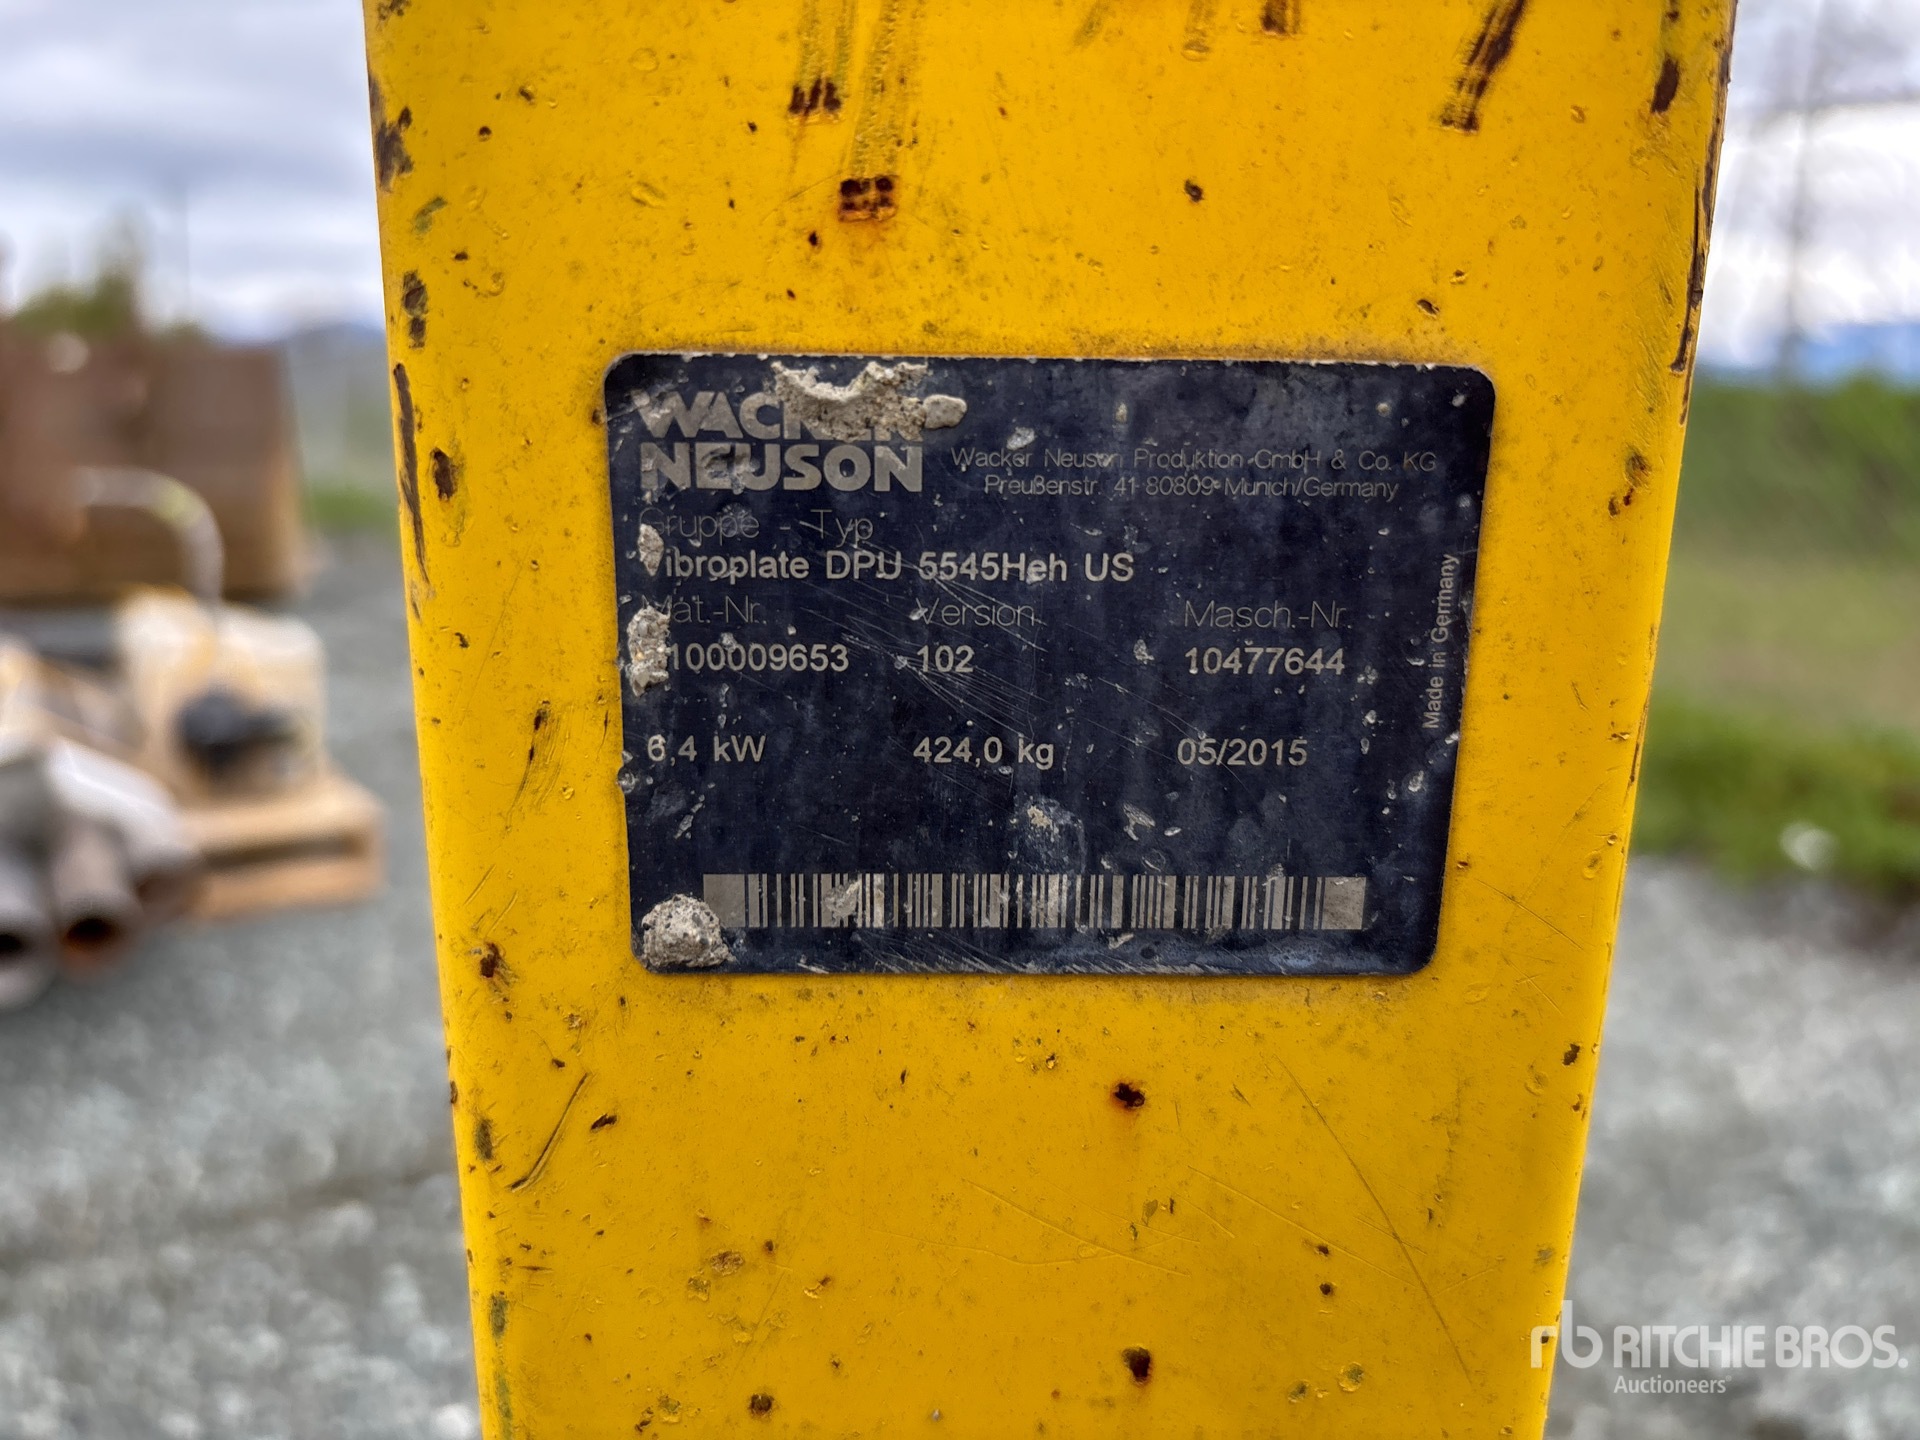 WACKER
NEUSON
Wacker Neuson Produktion GmbH & Co. KG
Preußenstr. 41 80809 Munich/Germany
Gruppe - Typ
Vibroplate DPU 5545Heh US
Mat.-Nr. Version Masch.-Nr.
100009653 102 10477644
6,4 kW 424,0 kg 05/2015
Made in Germany
rb RITCHIE BROS.
Auctioneers